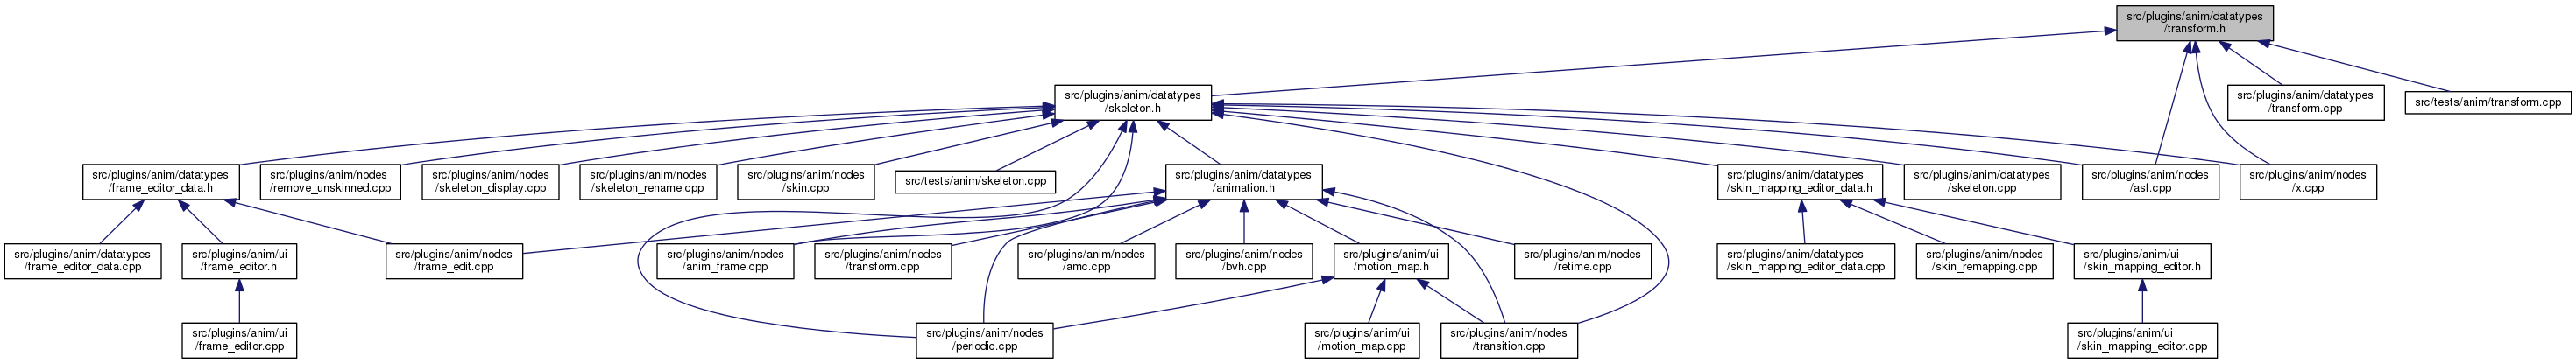 src/plugins/anim/datatypes
/transform.h
src/plugins/anim/datatypes
/skeleton.h
src/plugins/anim/datatypes
/transform.cpp
src/tests/anim/transform.cpp
src/plugins/anim/datatypes
/frame_editor_data.h
src/plugins/anim/nodes
/remove_unskinned.cpp
src/plugins/anim/nodes
/skeleton_display.cpp
src/plugins/anim/nodes
/skeleton_rename.cpp
src/plugins/anim/nodes
/skin.cpp
src/tests/anim/skeleton.cpp
src/plugins/anim/datatypes
/animation.h
src/plugins/anim/datatypes
/skin_mapping_editor_data.h
src/plugins/anim/datatypes
/skeleton.cpp
src/plugins/anim/nodes
/asf.cpp
src/plugins/anim/nodes
/x.cpp
src/plugins/anim/datatypes
/frame_editor_data.cpp
src/plugins/anim/ui
/frame_editor.h
src/plugins/anim/nodes
/frame_edit.cpp
src/plugins/anim/nodes
/anim_frame.cpp
src/plugins/anim/nodes
/transform.cpp
src/plugins/anim/nodes
/amc.cpp
src/plugins/anim/nodes
/bvh.cpp
src/plugins/anim/ui
/motion_map.h
src/plugins/anim/nodes
/retime.cpp
src/plugins/anim/datatypes
/skin_mapping_editor_data.cpp
src/plugins/anim/nodes
/skin_remapping.cpp
src/plugins/anim/ui
/skin_mapping_editor.h
src/plugins/anim/ui
/frame_editor.cpp
src/plugins/anim/nodes
/periodic.cpp
src/plugins/anim/ui
/motion_map.cpp
src/plugins/anim/nodes
/transition.cpp
src/plugins/anim/ui
/skin_mapping_editor.cpp